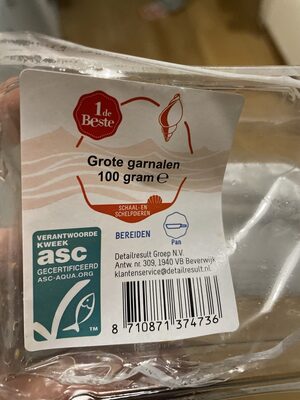 1 de
Beste
Grote garnalen
100 gram ℮
SCHAAL- EN
SCHELPDIEREN
BEREIDEN
Pan
VERANTWOORDE
KWEEK
asc
GECERTIFICEERD
ASC-AQUA.ORG
TM
Detailresult Groep N.V.
Antw. nr. 309, 1940 VB Beverwijk
klantenservice@detailresult.nl
8 710871 374736